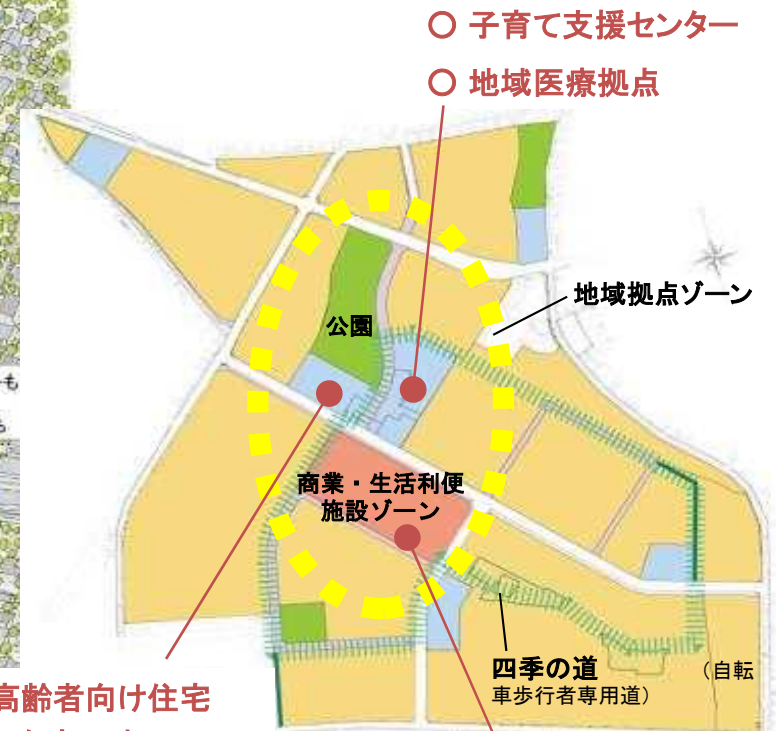 ○ 子育て支援センター
○ 地域医療拠点
地域拠点ゾーン
公園
も
商業・生活利便
施設ゾーン
四季の道 （自転
車歩行者専用道）
高齢者向け住宅